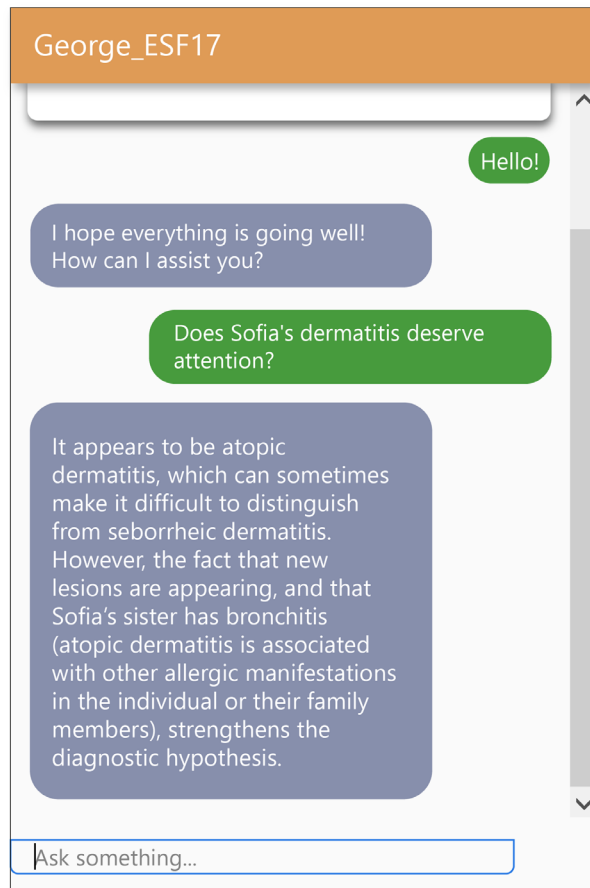 George_ESF17
Hello!
I hope everything is going well!
How can I assist you?
Does Sofia's dermatitis deserve
attention?
It appears to be atopic
dermatitis, which can sometimes
make it difficult to distinguish
from seborrheic dermatitis.
However, the fact that new
lesions are appearing, and that
Sofia’s sister has bronchitis
(atopic dermatitis is associated
with other allergic manifestations
in the individual or their family
members), strengthens the
diagnostic hypothesis.
Ask something...